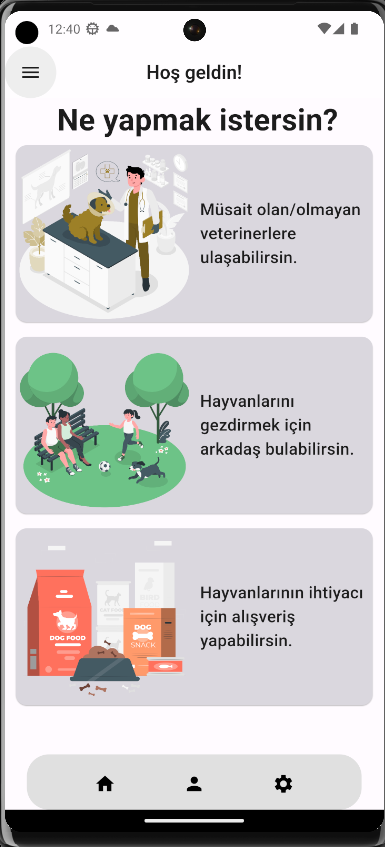 12:40
Hoş geldin!
Ne yapmak istersin?
Müsait olan/olmayan
veterinerlere
ulaşabilirsin.
Hayvanlarını
gezdirmek için
arkadaş bulabilirsin.
DOG FOOD
DOG
SNACK
Hayvanlarının ihtiyacı
için alışveriş
yapabilirsin.